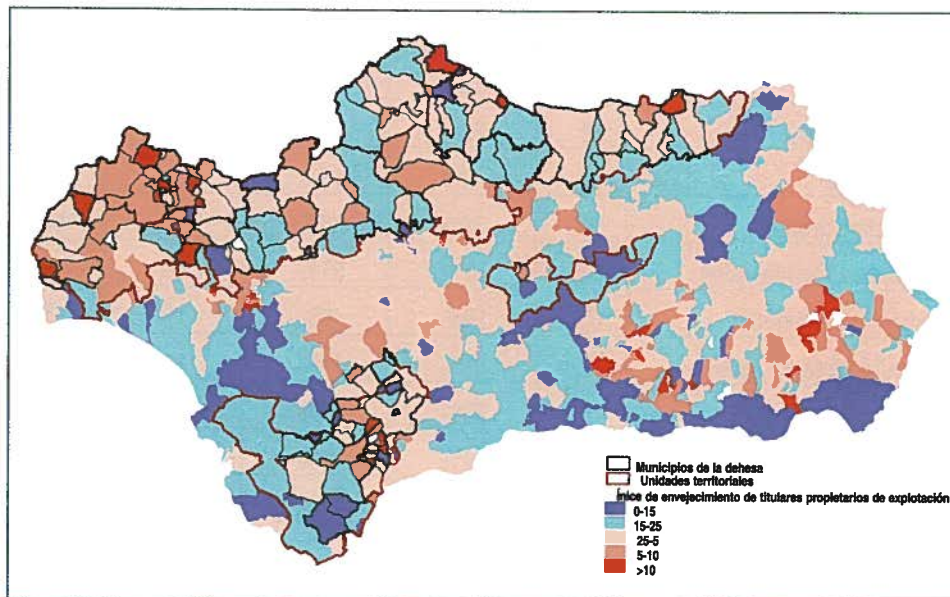 Municipios de la dehesa
Unidades territoriales
Ínice de envejecimiento de titulares propietarios de explotación
0-15
15-25
25-5
5-10
>10